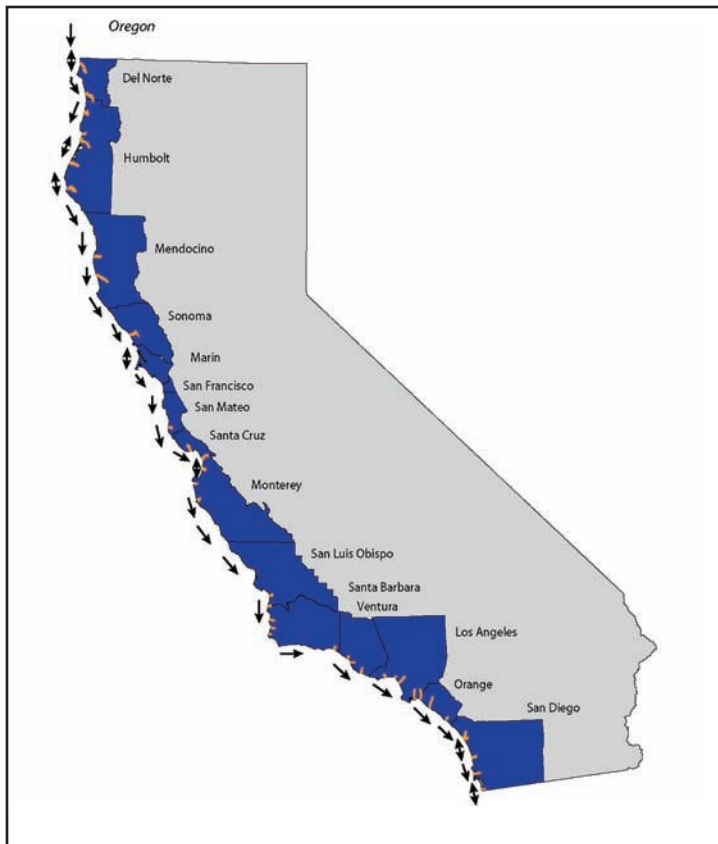 Oregon
Del Norte
Humbolt
Mendocino
Sonoma
Marin
San Francisco
San Mateo
Santa Cruz
Monterey
San Luis Obispo
Santa Barbara
Ventura
Los Angeles
Orange
San Diego